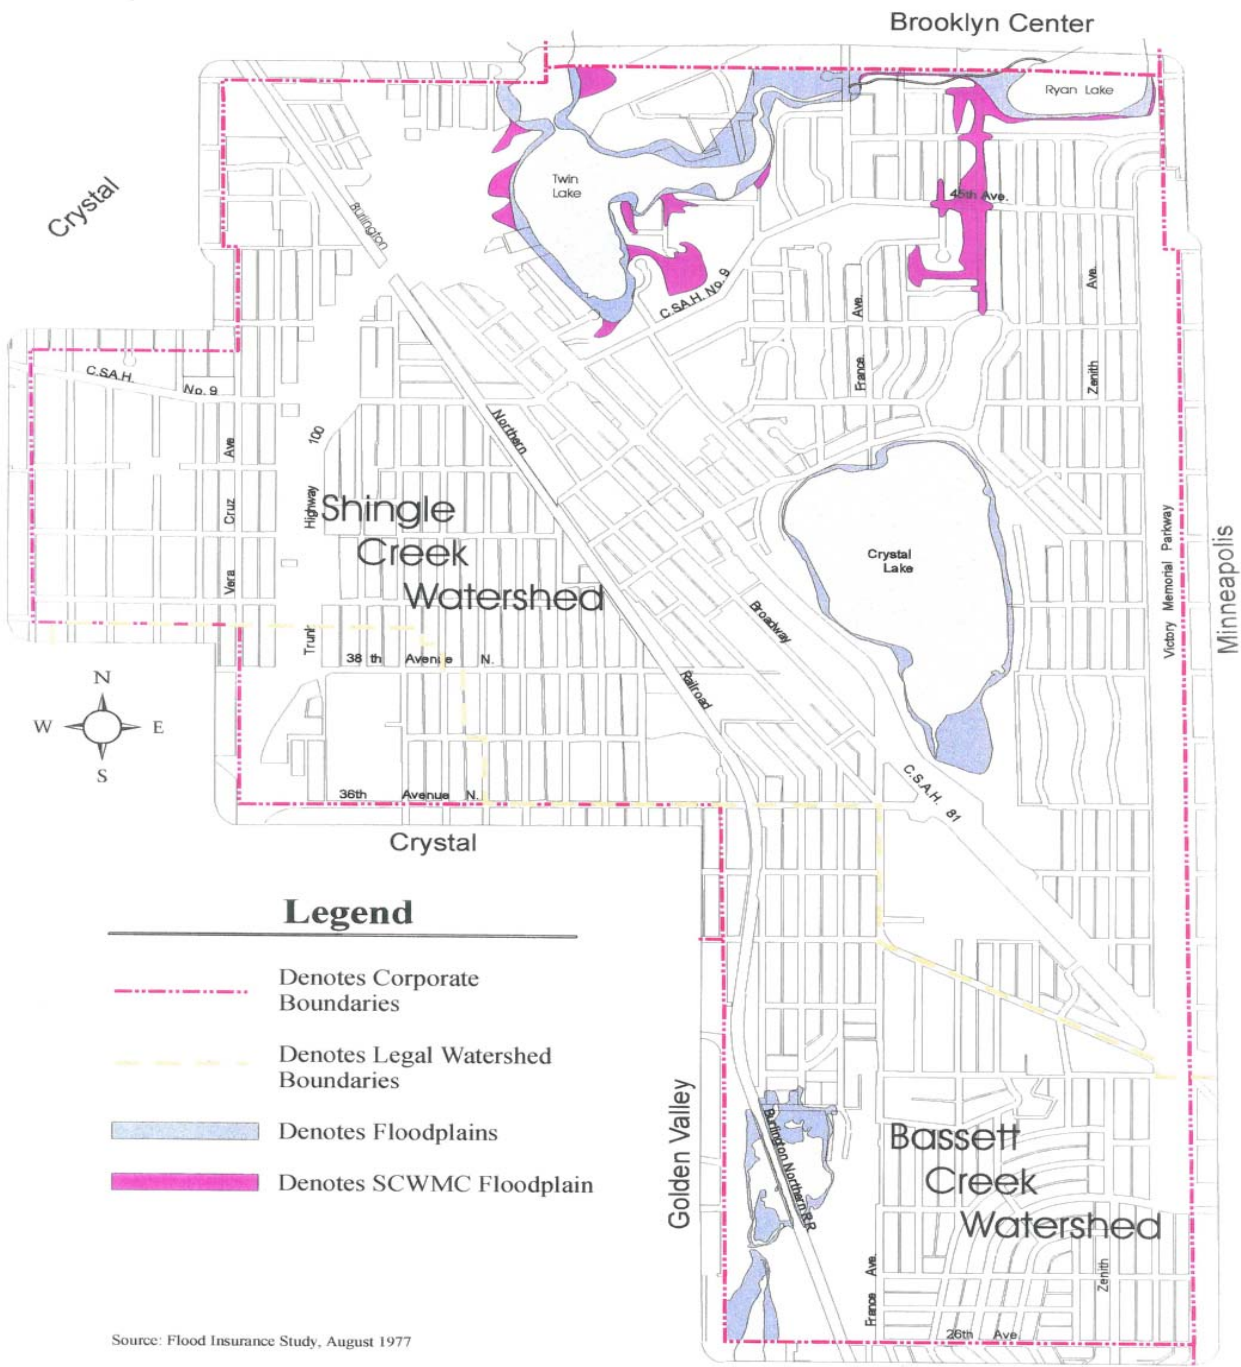 Brooklyn Center
Ryan Lake
Crystal
Twin
Lake
45th Ave.
Burlington
C.S.A.H. No. 9
Ave.
France
Ave.
Zenith
C.S.A.H.
No. 9
Northern
100
Highway
Trunk
Ave
Cruz
Vera
Shingle
Creek
Watershed
Crystal
Lake
Victory Memorial Parkway
Minneapolis
Broadway
38 th Avenue N.
Railroad
N
W E
S
36th Avenue N.
C.S.A.H. 81
Crystal
Legend
Denotes Corporate
Boundaries
Denotes Legal Watershed
Boundaries
Denotes Floodplains
Denotes SCWMC Floodplain
Golden Valley
Burlington Northern R.R
Bassett
Creek
Watershed
France Ave.
Zenith
26th Ave
Source: Flood Insurance Study, August 1977